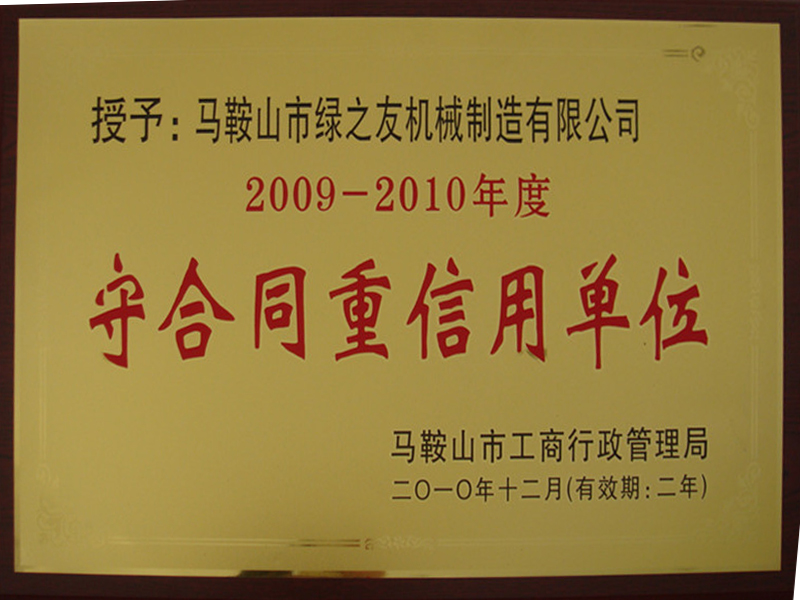 授予：马鞍山市绿之友机械制造有限公司
2009－2010年度
守合同重信用单位
马鞍山市工商行政管理局
二〇一〇年十二月(有效期：二年)